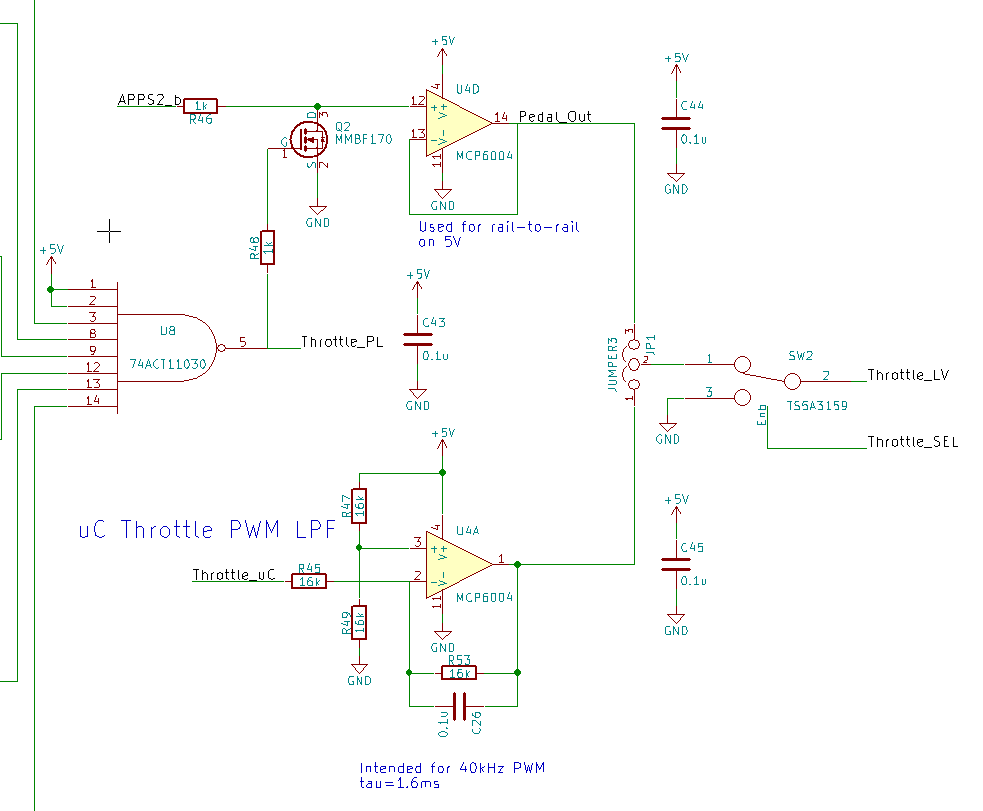 +5V
+5V
APPS2_b
1k
R46
12
4
U4D
14
Pedal_Out
C44
0.1u
D
3
Q2
MMBF170
G
1
S
2
13
+
V+
-
V-
11
MCP6004
GND
GND
GND
Used for rail-to-rail
on 5V
R48
1k
+5V
+5V
1
2
3
8
9
12
13
14
U8
74ACT11030
5
Throttle_PL
C43
0.1u
GND
3
JP1
2
JUMPER3
1
1
SW2
2
Throttle_LV
3
TS5A3159
Enb
GND
Throttle_SEL
+5V
+5V
R47
16k
uC Throttle PWM LPF
4
U4A
3
+
V+
1
C45
0.1u
Throttle_uC
R45
16k
2
-
V-
11
MCP6004
R49
16k
GND
GND
GND
R53
16k
0.1u
C26
Intended for 40kHz PWM
tau=1.6ms